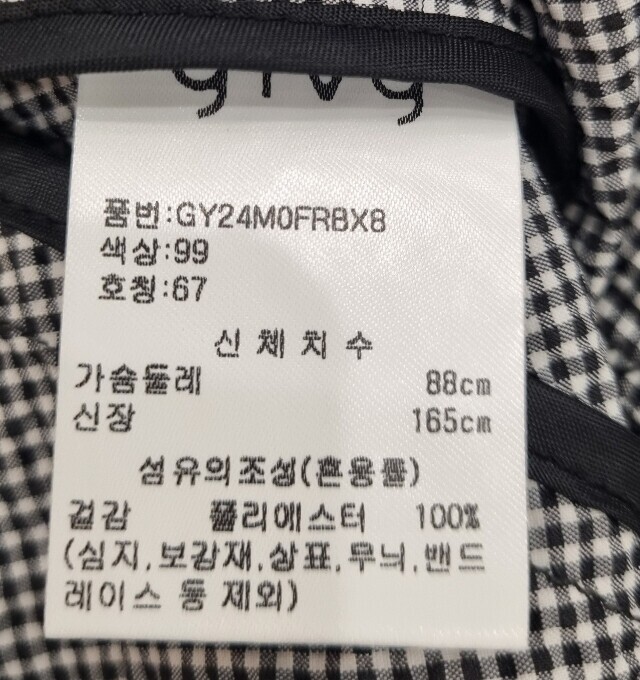 givy
품번:GY24M0FRBX8
색상:99
호칭:67
신체치수
가슴둘레 88cm
신장 165cm
섬유의조성(혼용률)
겉감 폴리에스터 100%
(심지,보강재,상표,무늬,밴드
레이스 등 제외)